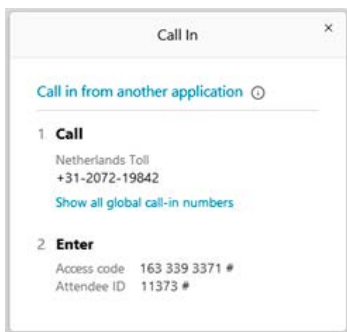 Call In
Call in from another application
1 Call
Netherlands Toll
+31-2072-19842
Show all global call-in numbers
2 Enter
Access code 163 339 3371 #
Attendee ID 11373 #